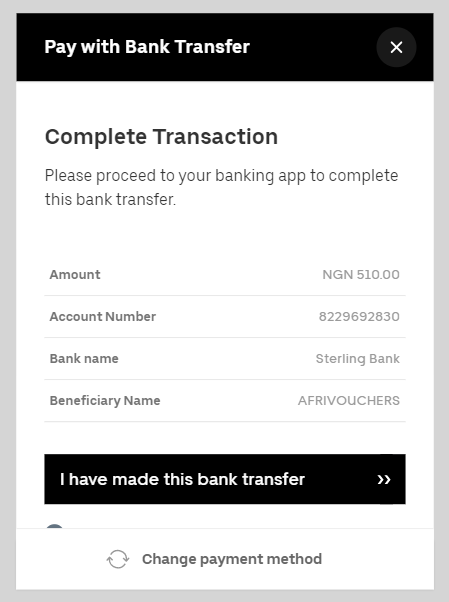 Pay with Bank Transfer
Complete Transaction
Please proceed to your banking app to complete
this bank transfer.
Amount NGN 510.00
Account Number 8229692830
Bank name Sterling Bank
Beneficiary Name AFRIVOUCHERS
I have made this bank transfer
Change payment method